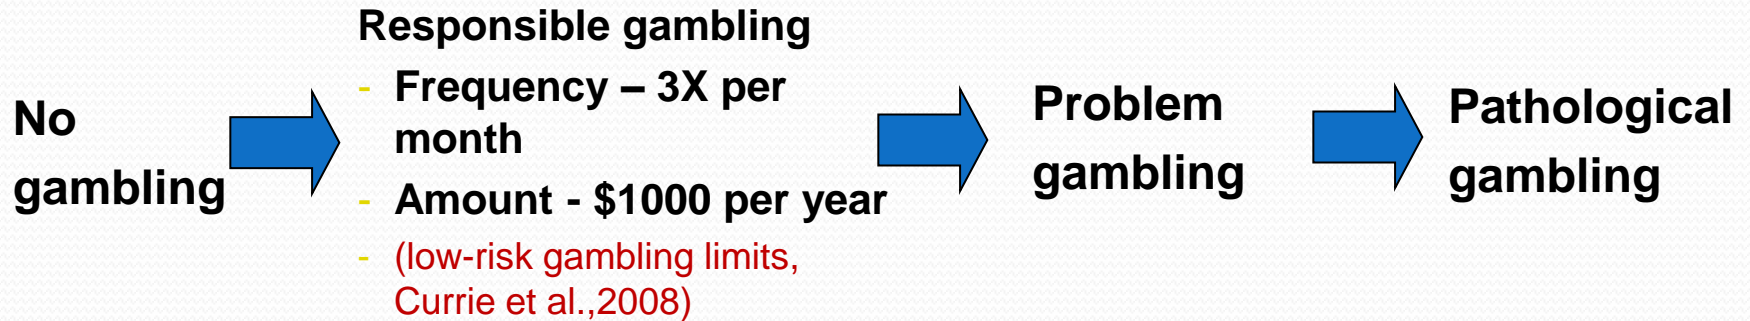 No
gambling
Responsible gambling
- Frequency – 3X per
month
- Amount - $1000 per year
- (low-risk gambling limits,
Currie et al.,2008)
Problem
gambling
Pathological
gambling